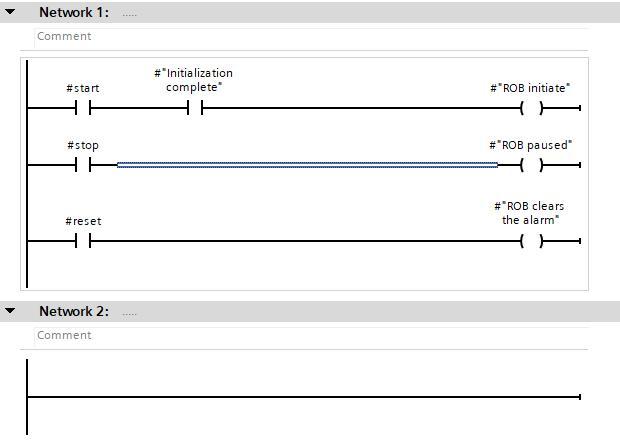 Network 1: .....
Comment
#start
#"Initialization
complete"
#"ROB initiate"
#stop
#"ROB paused"
#reset
#"ROB clears
the alarm"
Network 2: .....
Comment